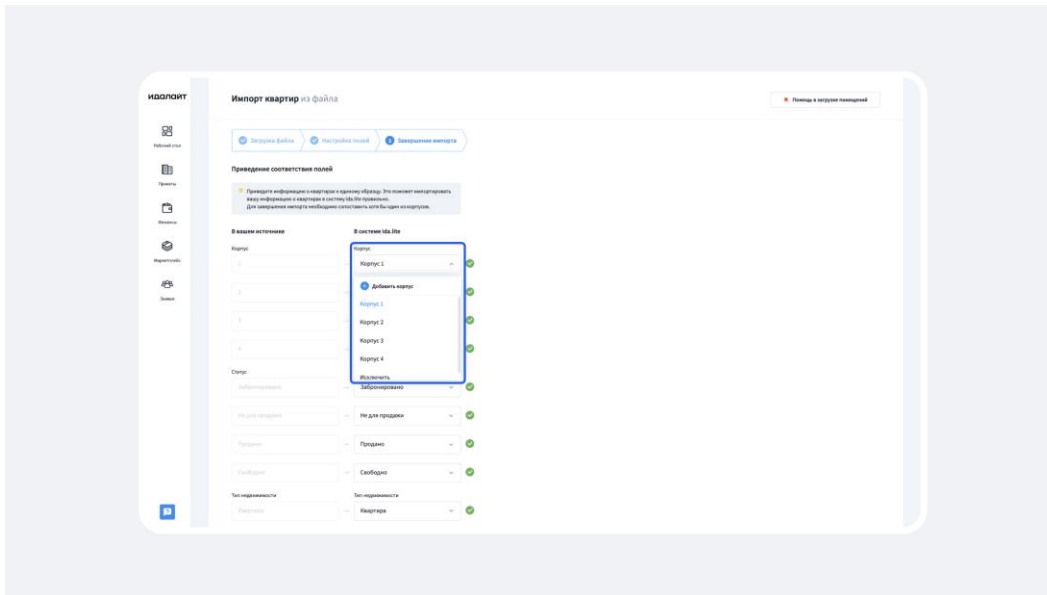 идалайт
Импорт квартир из файла
Помощь в загрузке помещений
Рабочий стол
Проекты
Финансы
Маркетплейс
Заявки
Загрузка файла
Настройка полей
3 Завершение импорта
Приведение соответствия полей
Приведите информацию о квартирах к единому образцу. Это поможет импортировать
вашу информацию о квартирах в систему ida.lite правильно.
Для завершения импорта необходимо сопоставить хотя бы один из корпусов.
В вашем источнике
В системе ida.lite
Корпус
Корпус
1
Корпус 1
2
Добавить корпус
Корпус 1
3
Корпус 2
Корпус 3
4
Корпус 4
Исключить
Статус
Забронировано
Забронировано
Не для продажи
Не для продажи
Продано
Продано
Свободно
Свободно
Тип недвижимости
Тип недвижимости
Квартира
Квартира